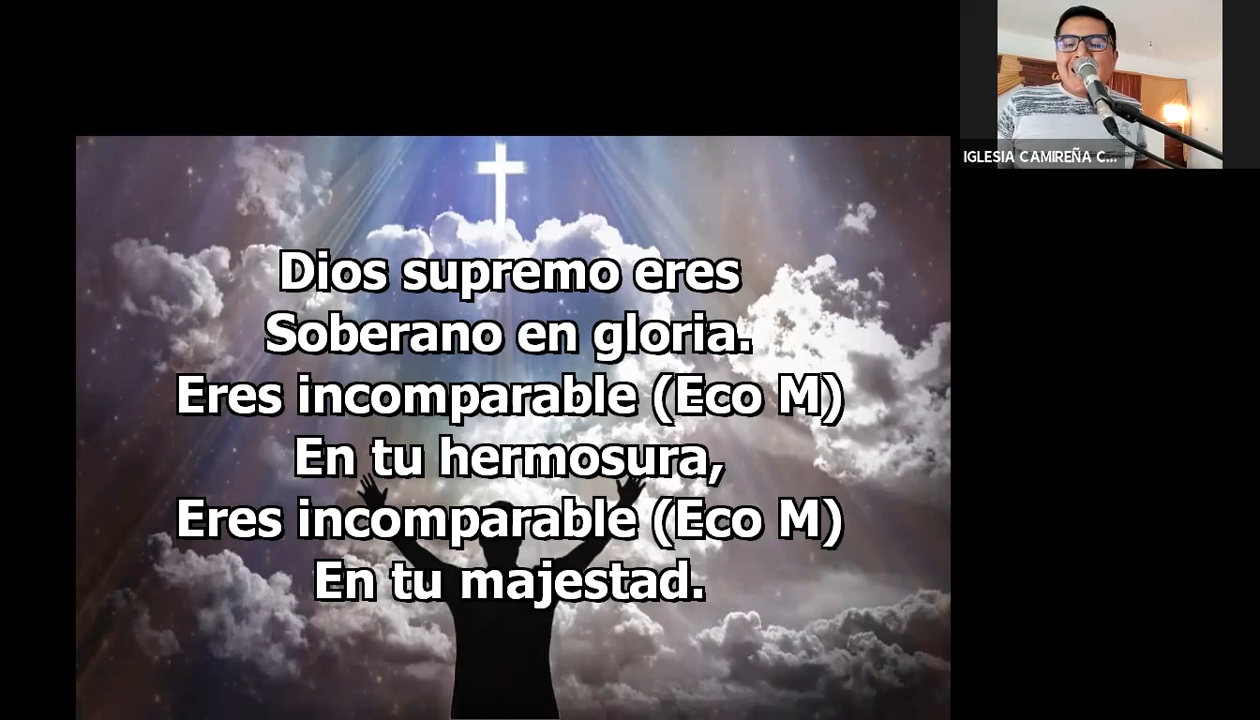 Dios supremo eres
Soberano en gloria.
Eres incomparable (Eco M)
En tu hermosura,
Eres incomparable (Eco M)
En tu majestad.
IGLESIA CAMIREÑA C...